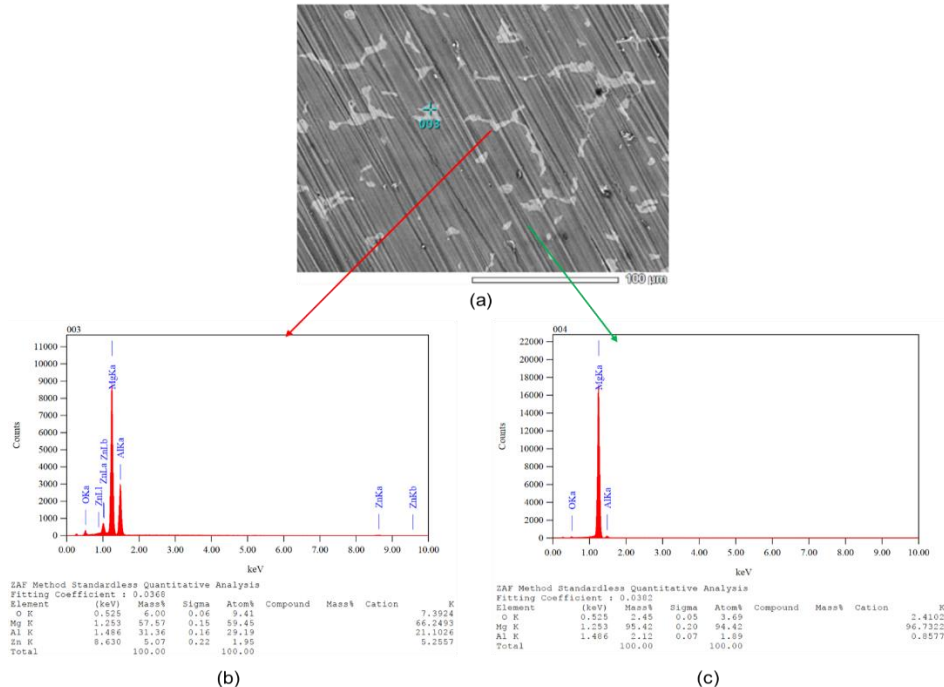 003
100 µm
(a)
003
11000
10000
9000
8000
7000
6000
5000
4000
3000
2000
1000
0
Counts
OKa
ZnLl
ZnLa
ZnLb
MgKa
AlKa
ZnKa
ZnKb
0.00 1.00 2.00 3.00 4.00 5.00 6.00 7.00 8.00 9.00 10.00
keV
ZAF Method Standardless Quantitative Analysis
Fitting Coefficient : 0.0368
Element (keV) Mass% Sigma Atom% Compound Mass% Cation K
O K 0.525 6.00 0.06 9.41 7.3924
Mg K 1.253 57.57 0.15 59.45 66.2493
Al K 1.486 31.36 0.16 29.19 21.1026
Zn K 8.630 5.07 0.22 1.95 5.2557
Total 100.00 100.00
(b)
004
22000
20000
18000
16000
14000
12000
10000
8000
6000
4000
2000
0
Counts
OKa
MgKa
AlKa
0.00 1.00 2.00 3.00 4.00 5.00 6.00 7.00 8.00 9.00 10.00
keV
ZAF Method Standardless Quantitative Analysis
Fitting Coefficient : 0.0302
Element (keV) Mass% Sigma Atom% Compound Mass% Cation K
O K 0.525 2.45 0.05 3.69 2.4102
Mg K 1.253 95.42 0.20 94.42 96.7322
Al K 1.486 2.12 0.07 1.89 0.8577
Total 100.00 100.00
(c)